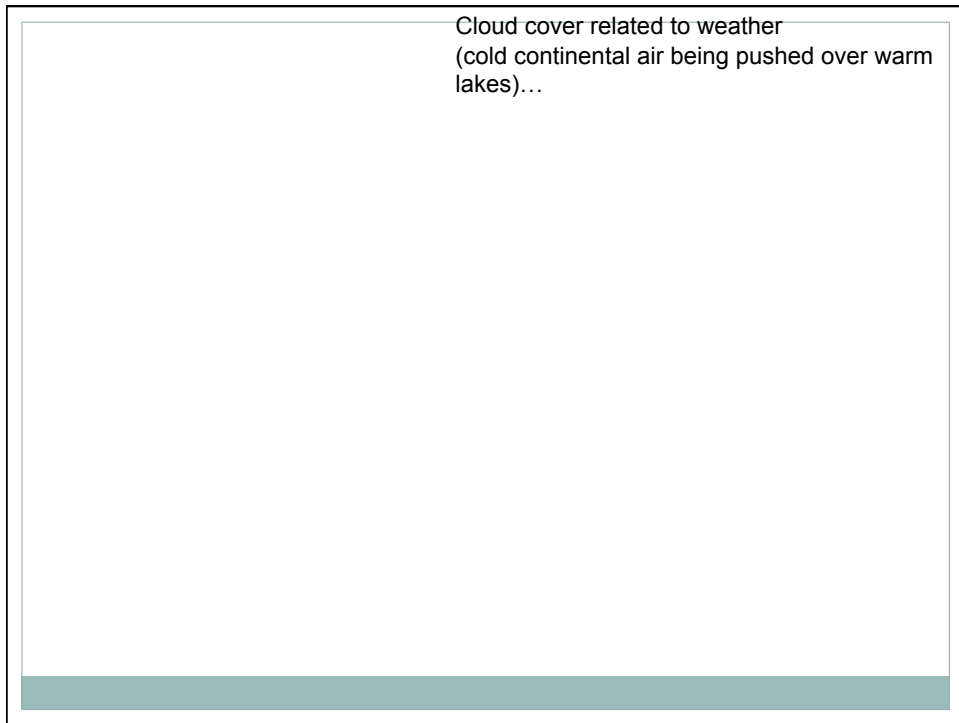 Cloud cover related to weather
(cold continental air being pushed over warm
lakes)…